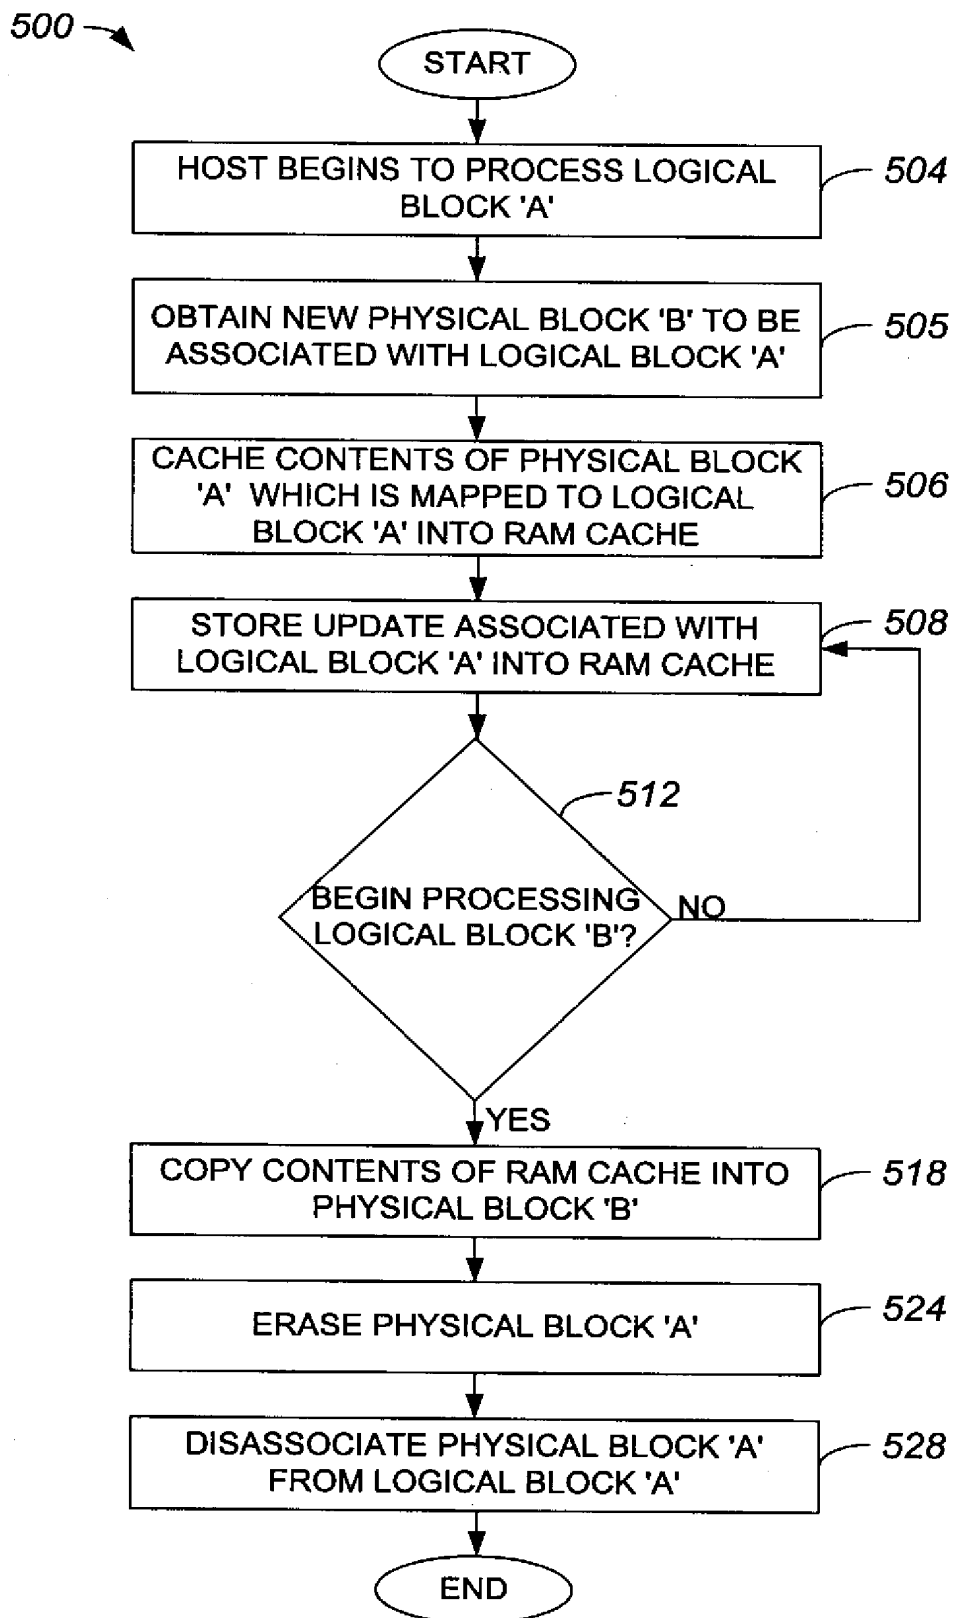 500
START
HOST BEGINS TO PROCESS LOGICAL
BLOCK 'A'
504
OBTAIN NEW PHYSICAL BLOCK 'B' TO BE
ASSOCIATED WITH LOGICAL BLOCK 'A'
505
CACHE CONTENTS OF PHYSICAL BLOCK
'A' WHICH IS MAPPED TO LOGICAL
BLOCK 'A' INTO RAM CACHE
506
STORE UPDATE ASSOCIATED WITH
LOGICAL BLOCK 'A' INTO RAM CACHE
508
512
BEGIN PROCESSING
LOGICAL BLOCK 'B'?
NO
YES
COPY CONTENTS OF RAM CACHE INTO
PHYSICAL BLOCK 'B'
518
ERASE PHYSICAL BLOCK 'A'
524
DISASSOCIATE PHYSICAL BLOCK 'A'
FROM LOGICAL BLOCK 'A'
528
END